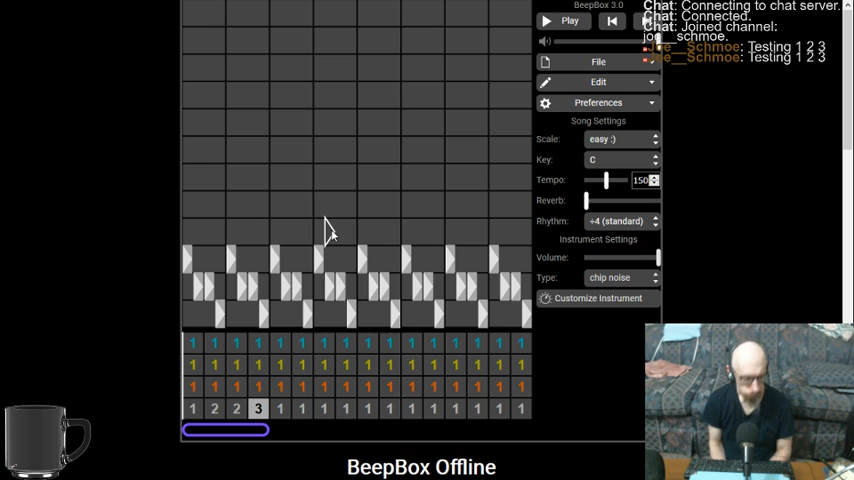 BeepBox 3.0
Play
File
Edit
Preferences
Song Settings
Scale: easy :)
Key: C
Tempo: 150
Reverb:
Rhythm: ÷4 (standard)
Instrument Settings
Volume:
Type: chip noise
Customize Instrument
Chat: Connecting to chat server.
Chat: Connected.
Chat: Joined channel:
joe__schmoe.
Joe__Schmoe: Testing 1 2 3
Joe__Schmoe: Testing 1 2 3
1 1 1 1 1 1 1 1 1 1 1 1 1 1 1 1
1 1 1 1 1 1 1 1 1 1 1 1 1 1 1 1
1 1 1 1 1 1 1 1 1 1 1 1 1 1 1 1
1 2 2 3 1 1 1 1 1 1 1 1 1 1 1 1
BeepBox Offline